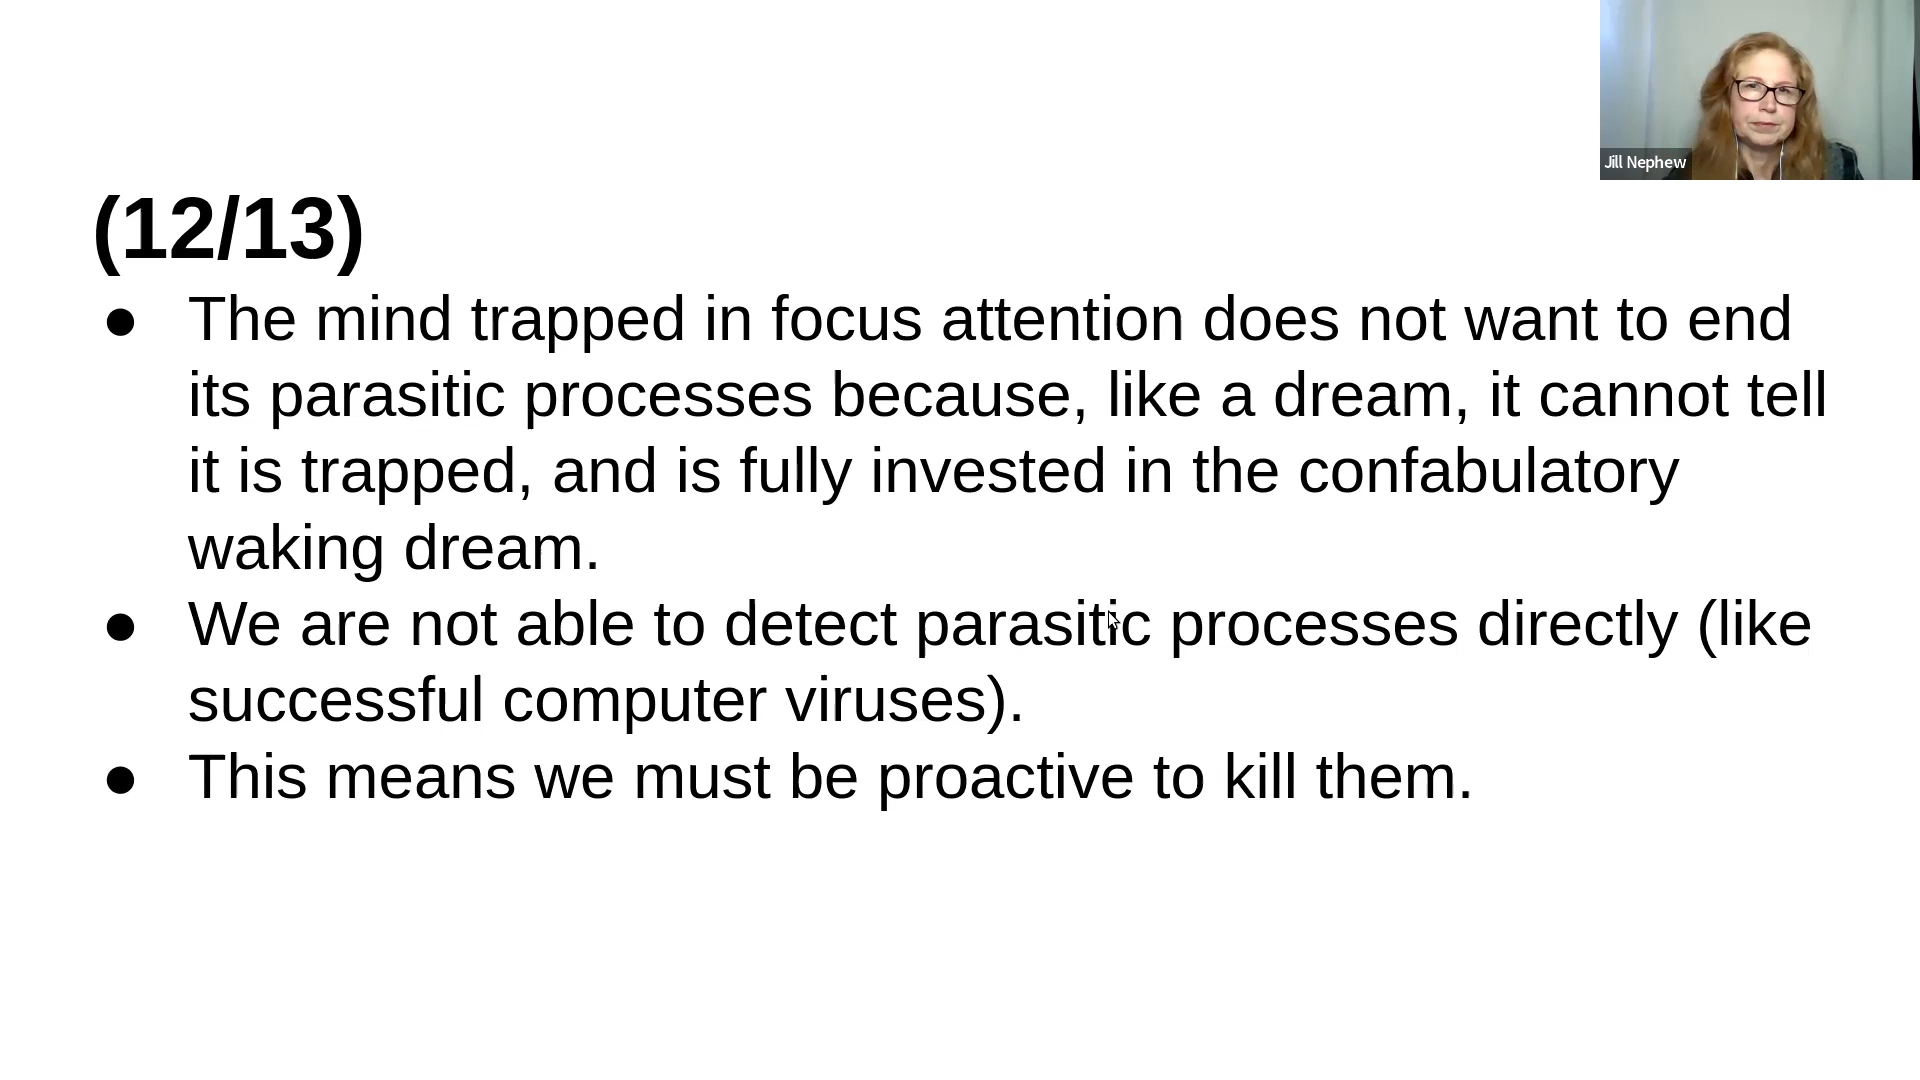 Jill Nephew
(12/13)
● The mind trapped in focus attention does not want to end
its parasitic processes because, like a dream, it cannot tell
it is trapped, and is fully invested in the confabulatory
waking dream.
● We are not able to detect parasitic processes directly (like
successful computer viruses).
● This means we must be proactive to kill them.